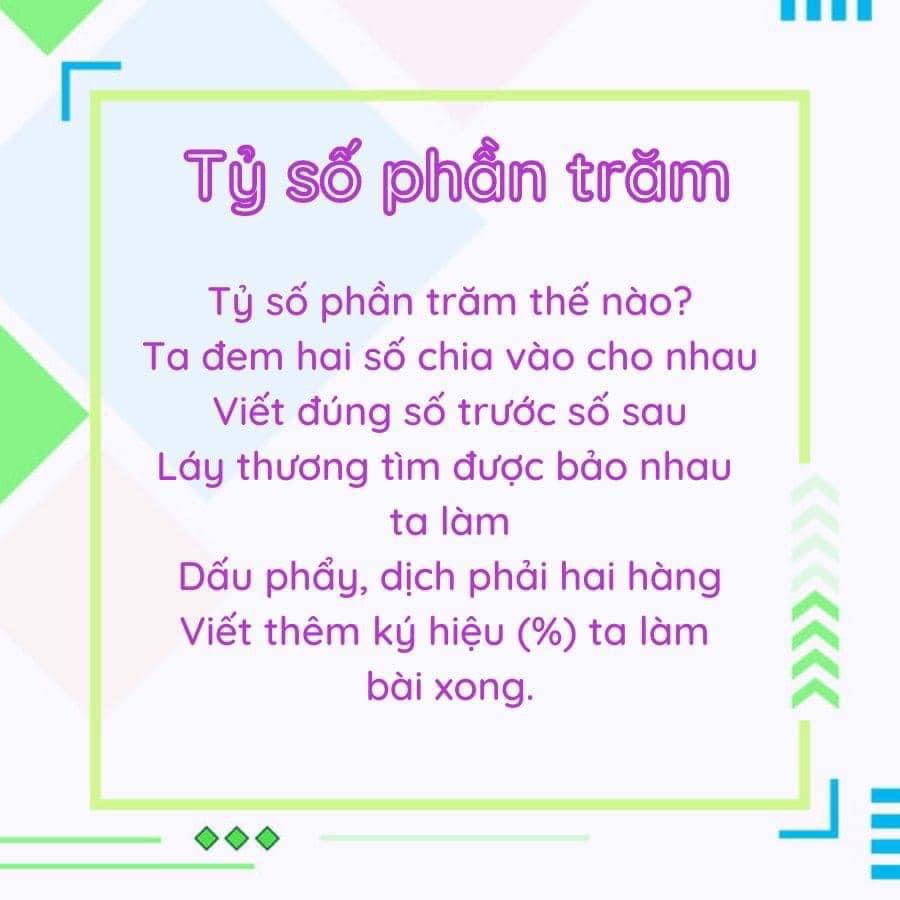 Tỷ số phần trăm
Tỷ số phần trăm thế nào?
Ta đem hai số chia vào cho nhau
Viết đúng số trước số sau
Láy thương tìm được bảo nhau
ta làm
Dấu phẩy, dịch phải hai hàng
Viết thêm ký hiệu (%) ta làm
bài xong.